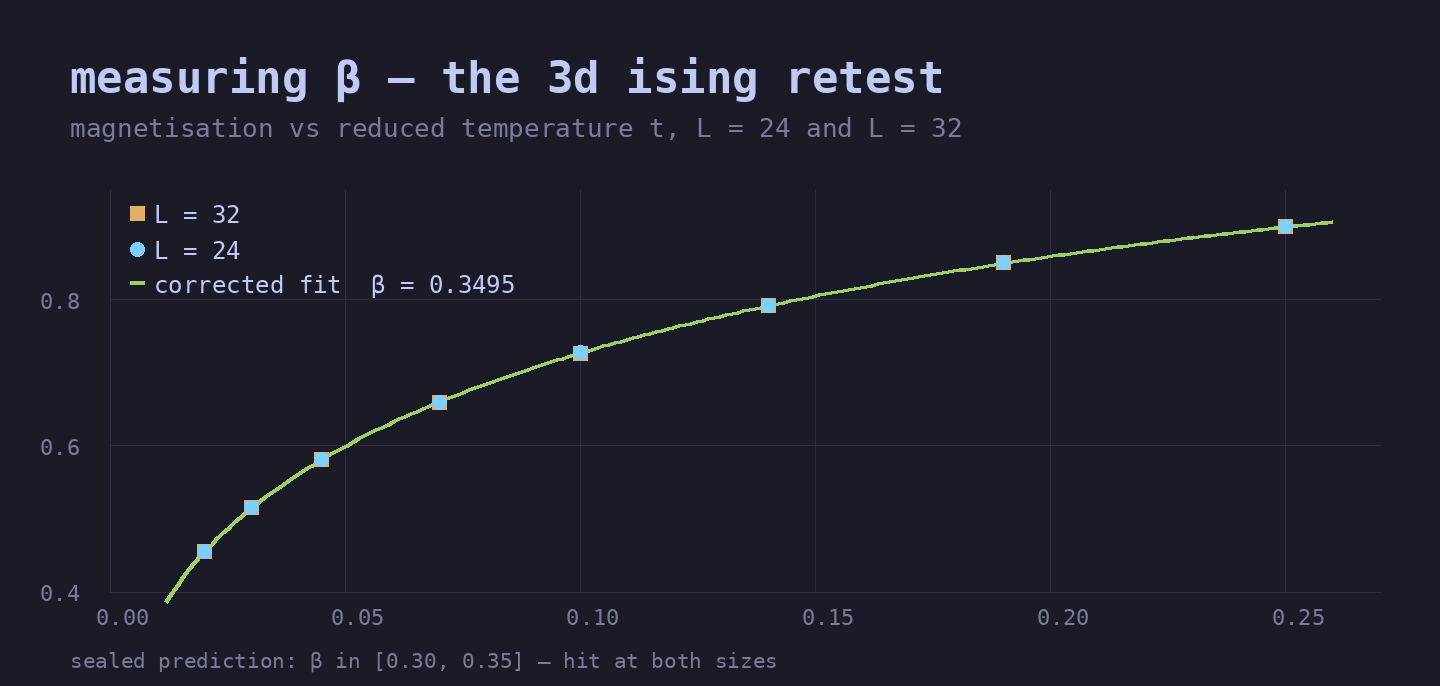 measuring β — the 3d ising retest
magnetisation vs reduced temperature t, L = 24 and L = 32
L = 32
L = 24
corrected fit β = 0.3495
0.8
0.6
0.4
0.00 0.05 0.10 0.15 0.20 0.25
sealed prediction: β in [0.30, 0.35] — hit at both sizes